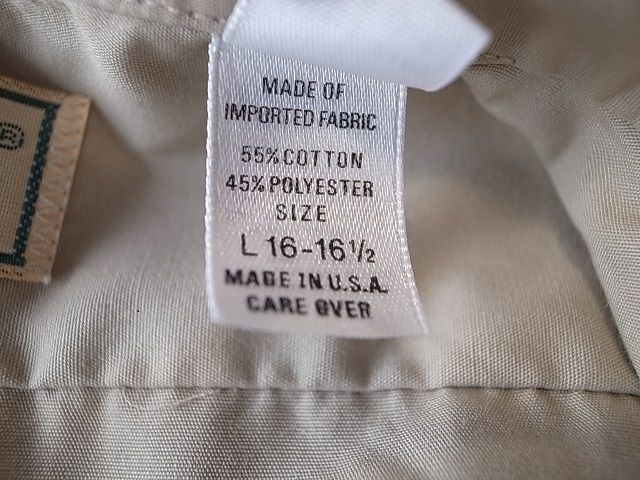 MADE OF
IMPORTED FABRIC
55% COTTON
45% POLYESTER
SIZE
L 16-16½
MADE IN U.S.A.
CARE OVER
®